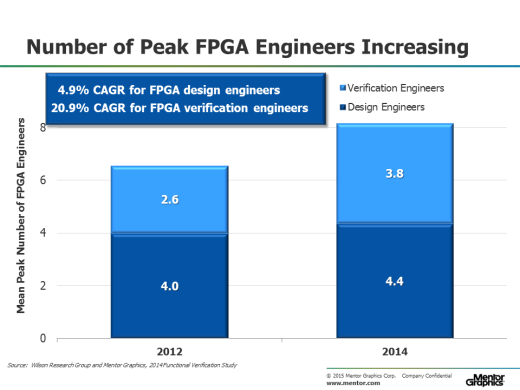 Number of Peak FPGA Engineers Increasing
4.9% CAGR for FPGA design engineers
20.9% CAGR for FPGA verification engineers
Verification Engineers
Design Engineers
Mean Peak Number of FPGA Engineers
8
6
4
2
0
2.6
4.0
3.8
4.4
2012
2014
Source: Wilson Research Group and Mentor Graphics, 2014 Functional Verification Study
© 2015 Mentor Graphics Corp. Company Confidential
www.mentor.com
Mentor
Graphics